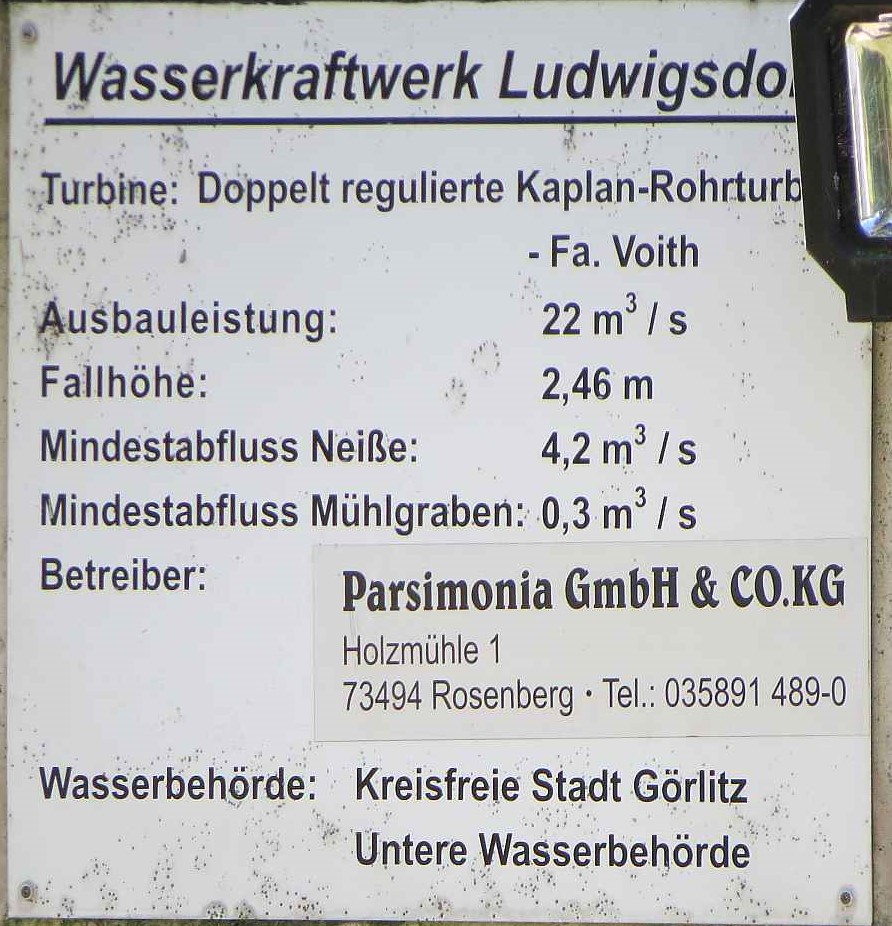 Wasserkraftwerk Ludwigsdo
Turbine: Doppelt regulierte Kaplan-Rohrturb
- Fa. Voith
Ausbauleistung: 22 m³ / s
Fallhöhe: 2,46 m
Mindestabfluss Neiße: 4,2 m³ / s
Mindestabfluss Mühlgraben: 0,3 m³ / s
Betreiber: Parsimonia GmbH & CO.KG
Holzmühle 1
73494 Rosenberg · Tel.: 035891 489-0
Wasserbehörde: Kreisfreie Stadt Görlitz
Untere Wasserbehörde